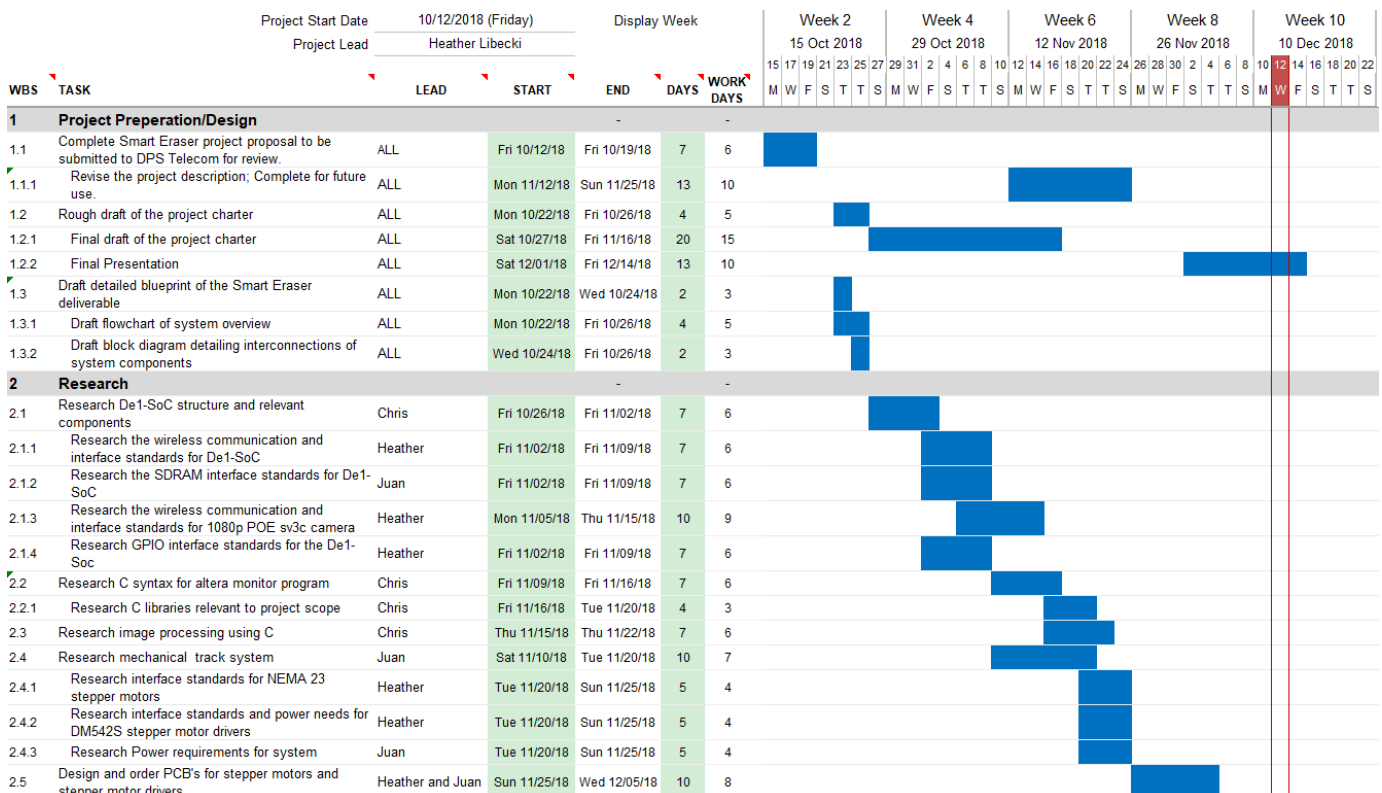 Project Start Date 10/12/2018 (Friday) Display Week Week 2 Week 4 Week 6 Week 8 Week 10
Project Lead Heather Libecki 15 Oct 2018 29 Oct 2018 12 Nov 2018 26 Nov 2018 10 Dec 2018
15 17 19 21 23 25 27 29 31 2 4 6 8 10 12 14 16 18 20 22 24 26 28 30 2 4 6 8 10 12 14 16 18 20 22
WBS TASK LEAD START END DAYS WORK DAYS M W F S T T S M W F S T T S M W F S T T S M W F S T T S M W F S T T S
1 Project Preperation/Design - -
1.1 Complete Smart Eraser project proposal to be
submitted to DPS Telecom for review. ALL Fri 10/12/18 Fri 10/19/18 7 6
1.1.1 Revise the project description; Complete for future
use. ALL Mon 11/12/18 Sun 11/25/18 13 10
1.2 Rough draft of the project charter ALL Mon 10/22/18 Fri 10/26/18 4 5
1.2.1 Final draft of the project charter ALL Sat 10/27/18 Fri 11/16/18 20 15
1.2.2 Final Presentation ALL Sat 12/01/18 Fri 12/14/18 13 10
1.3 Draft detailed blueprint of the Smart Eraser
deliverable ALL Mon 10/22/18 Wed 10/24/18 2 3
1.3.1 Draft flowchart of system overview ALL Mon 10/22/18 Fri 10/26/18 4 5
1.3.2 Draft block diagram detailing interconnections of
system components ALL Wed 10/24/18 Fri 10/26/18 2 3
2 Research - -
2.1 Research De1-SoC structure and relevant
components Chris Fri 10/26/18 Fri 11/02/18 7 6
2.1.1 Research the wireless communication and
interface standards for De1-SoC Heather Fri 11/02/18 Fri 11/09/18 7 6
2.1.2 Research the SDRAM interface standards for De1-
SoC Juan Fri 11/02/18 Fri 11/09/18 7 6
2.1.3 Research the wireless communication and
interface standards for 1080p POE sv3c camera Heather Mon 11/05/18 Thu 11/15/18 10 9
2.1.4 Research GPIO interface standards for the De1-
Soc Heather Fri 11/02/18 Fri 11/09/18 7 6
2.2 Research C syntax for altera monitor program Chris Fri 11/09/18 Fri 11/16/18 7 6
2.2.1 Research C libraries relevant to project scope Chris Fri 11/16/18 Tue 11/20/18 4 3
2.3 Research image processing using C Chris Thu 11/15/18 Thu 11/22/18 7 6
2.4 Research mechanical track system Juan Sat 11/10/18 Tue 11/20/18 10 7
2.4.1 Research interface standards for NEMA 23
stepper motors Heather Tue 11/20/18 Sun 11/25/18 5 4
2.4.2 Research interface standards and power needs for
DM542S stepper motor drivers Heather Tue 11/20/18 Sun 11/25/18 5 4
2.4.3 Research Power requirements for system Juan Tue 11/20/18 Sun 11/25/18 5 4
2.5 Design and order PCB's for stepper motors and
stepper motor drivers Heather and Juan Sun 11/25/18 Wed 12/05/18 10 8